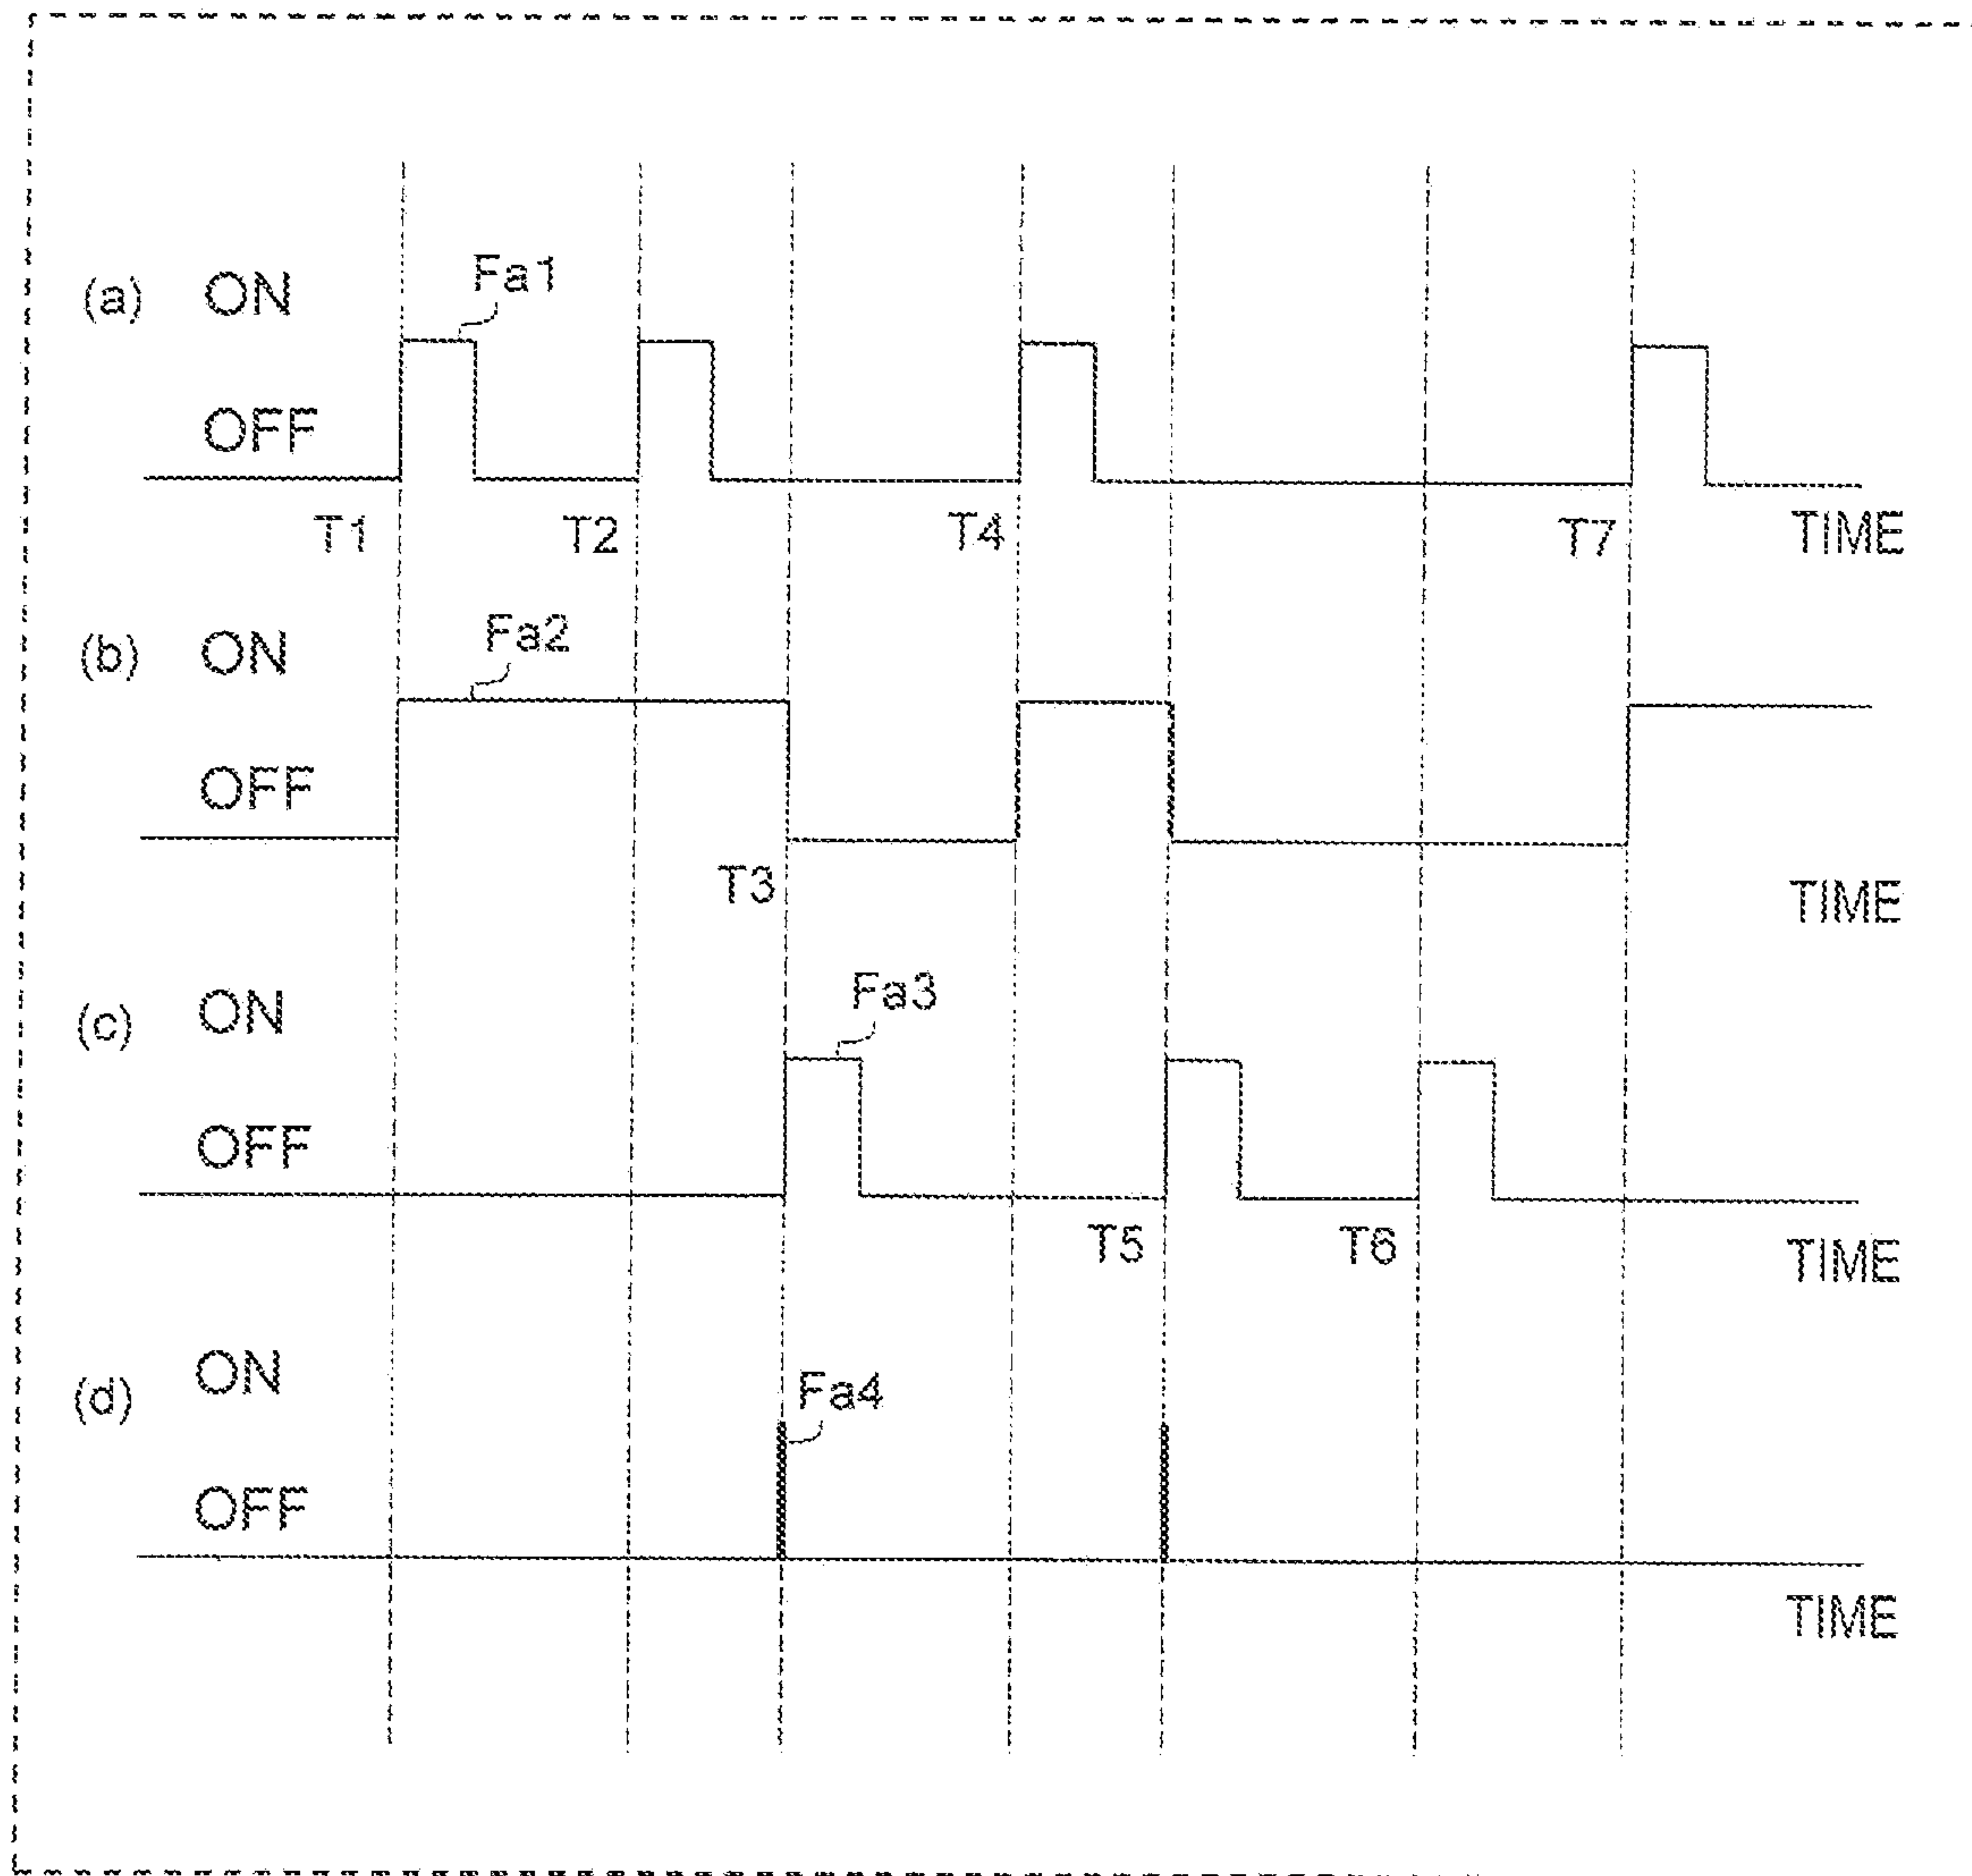 Fa1
(a) ON
OFF
T1 T2 T4 T7 TIME
Fa2
(b) ON
OFF
T3 TIME
Fa3
(c) ON
OFF
T5 T6 TIME
ON
(d) Fa4
OFF
TIME